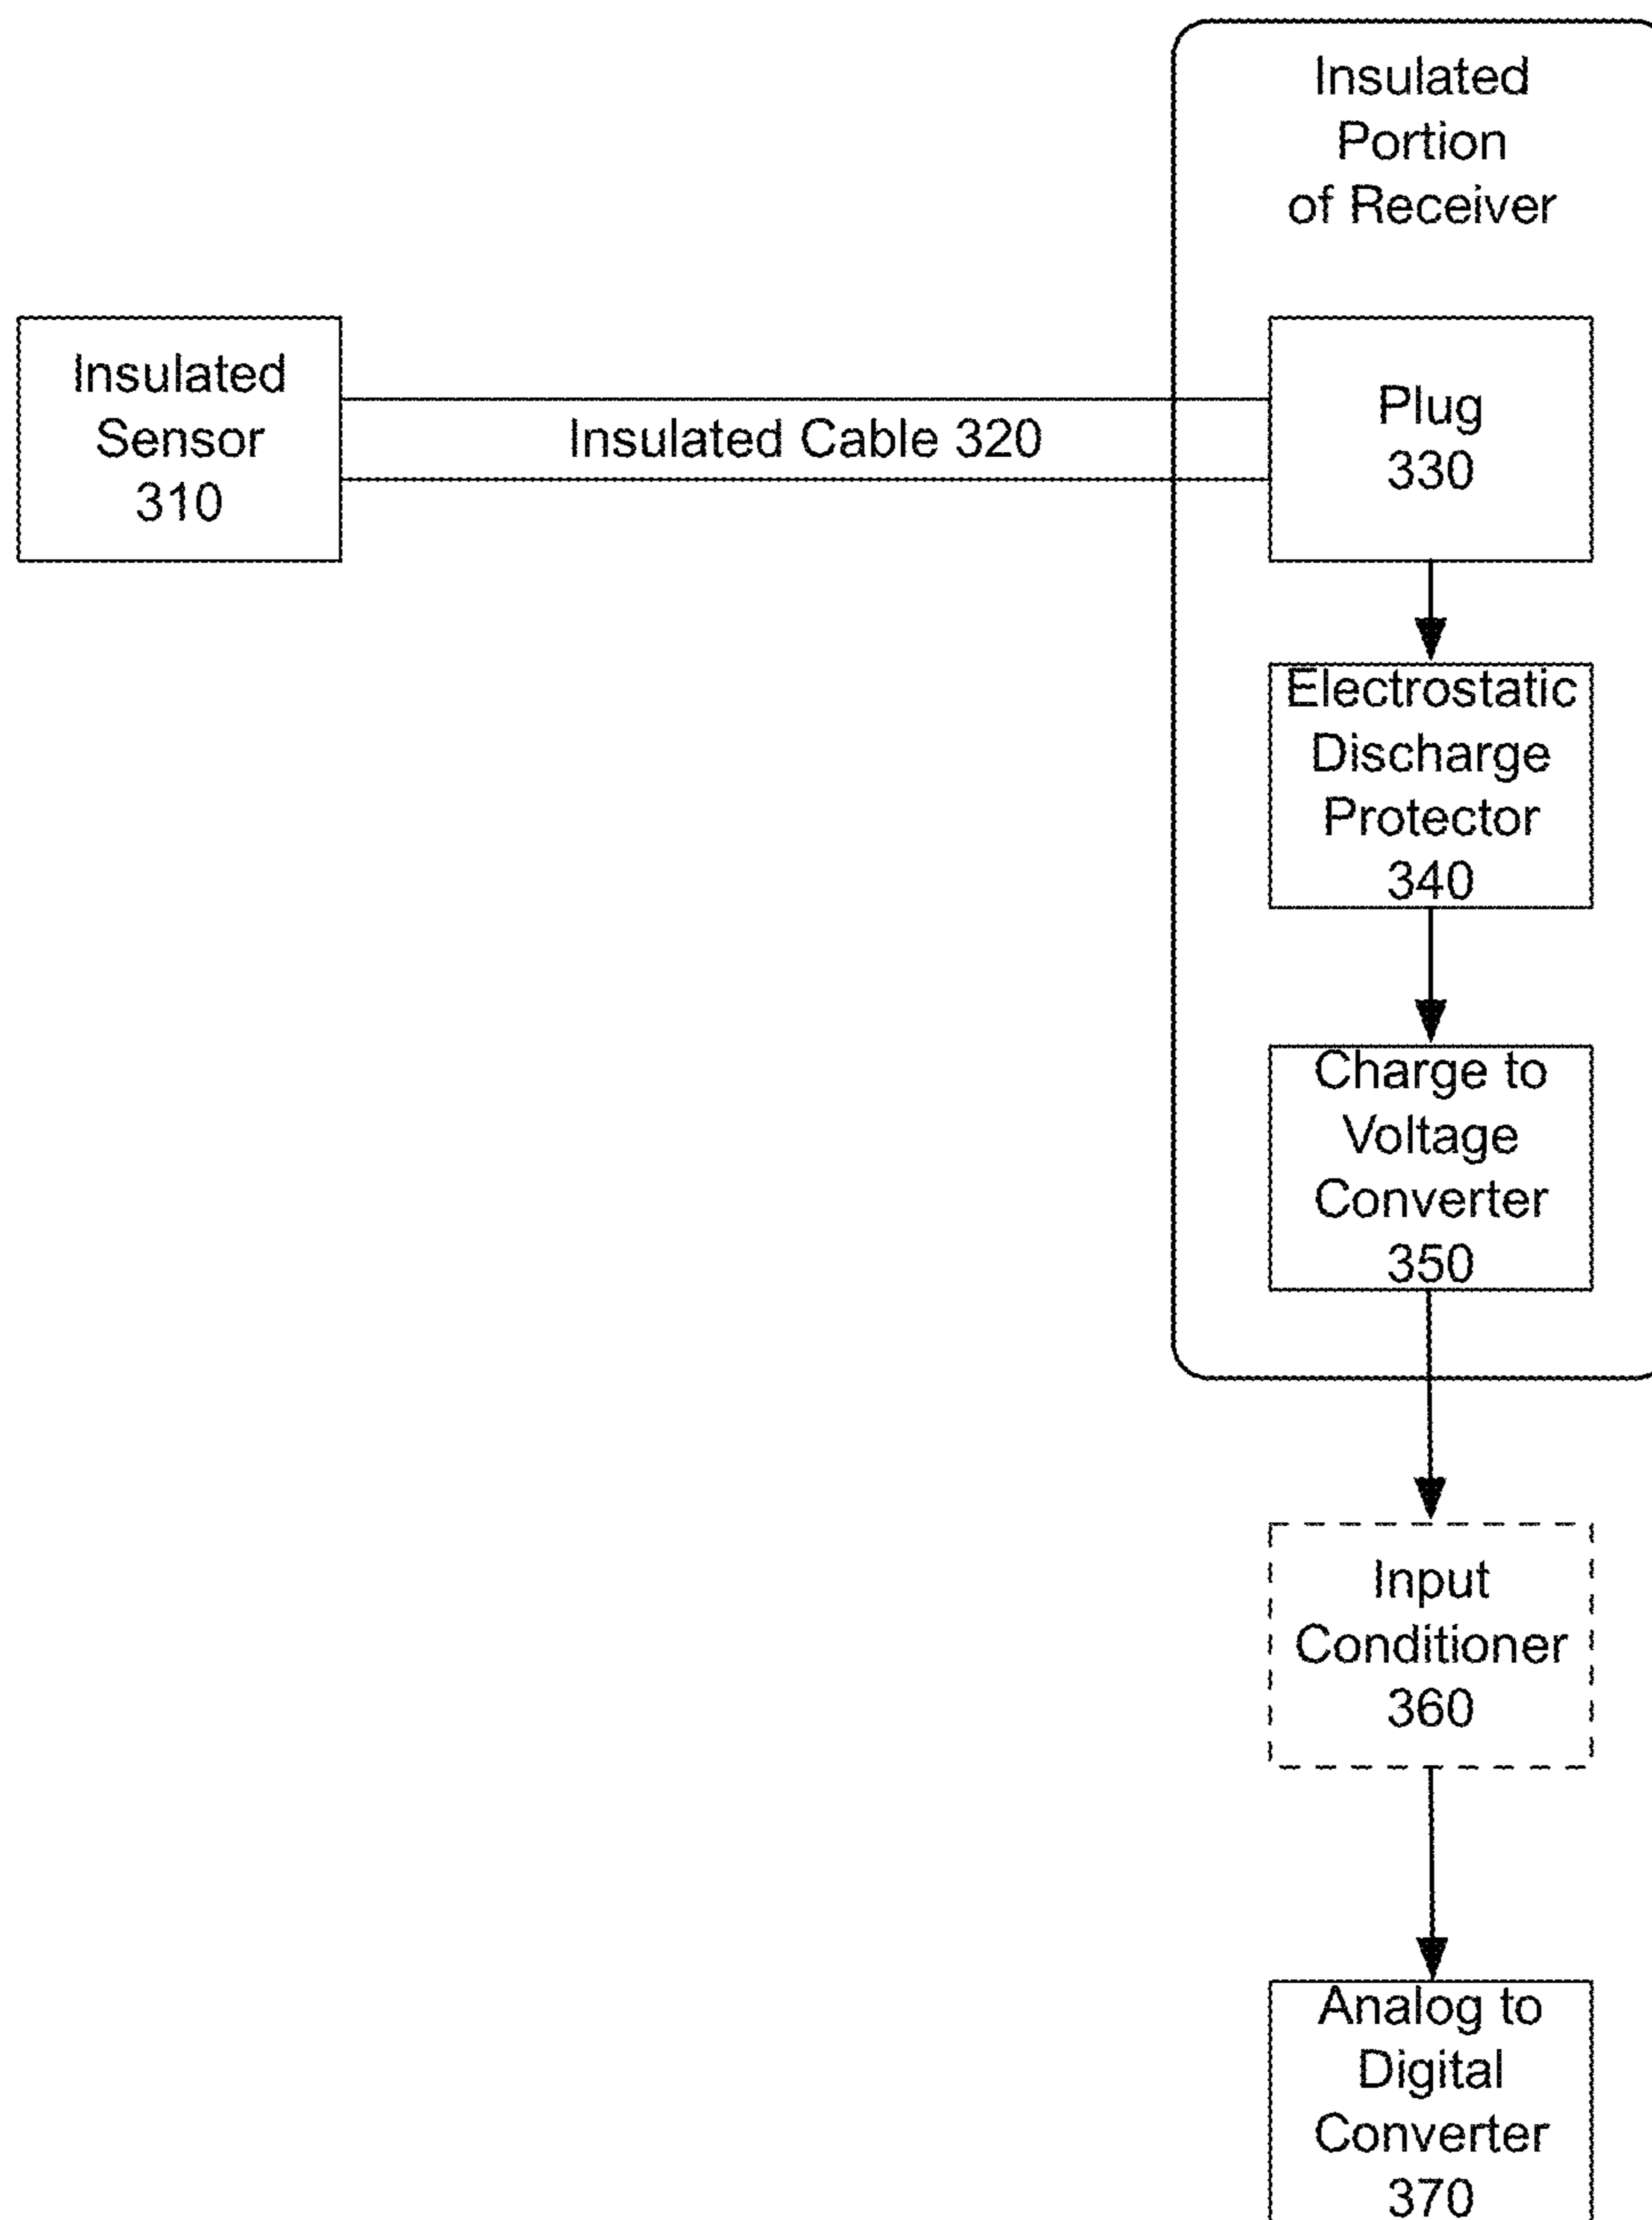 Insulated
Portion
of Receiver
Insulated
Sensor
310
Insulated Cable 320
Plug
330
Electrostatic
Discharge
Protector
340
Charge to
Voltage
Converter
350
Input
Conditioner
360
Analog to
Digital
Converter
370